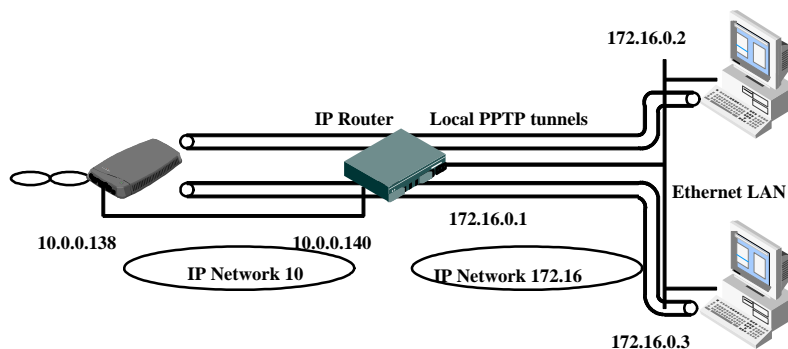 172.16.0.2
IP Router
Local PPTP tunnels
Ethernet LAN
172.16.0.1
10.0.0.138
10.0.0.140
IP Network 10
IP Network 172.16
172.16.0.3